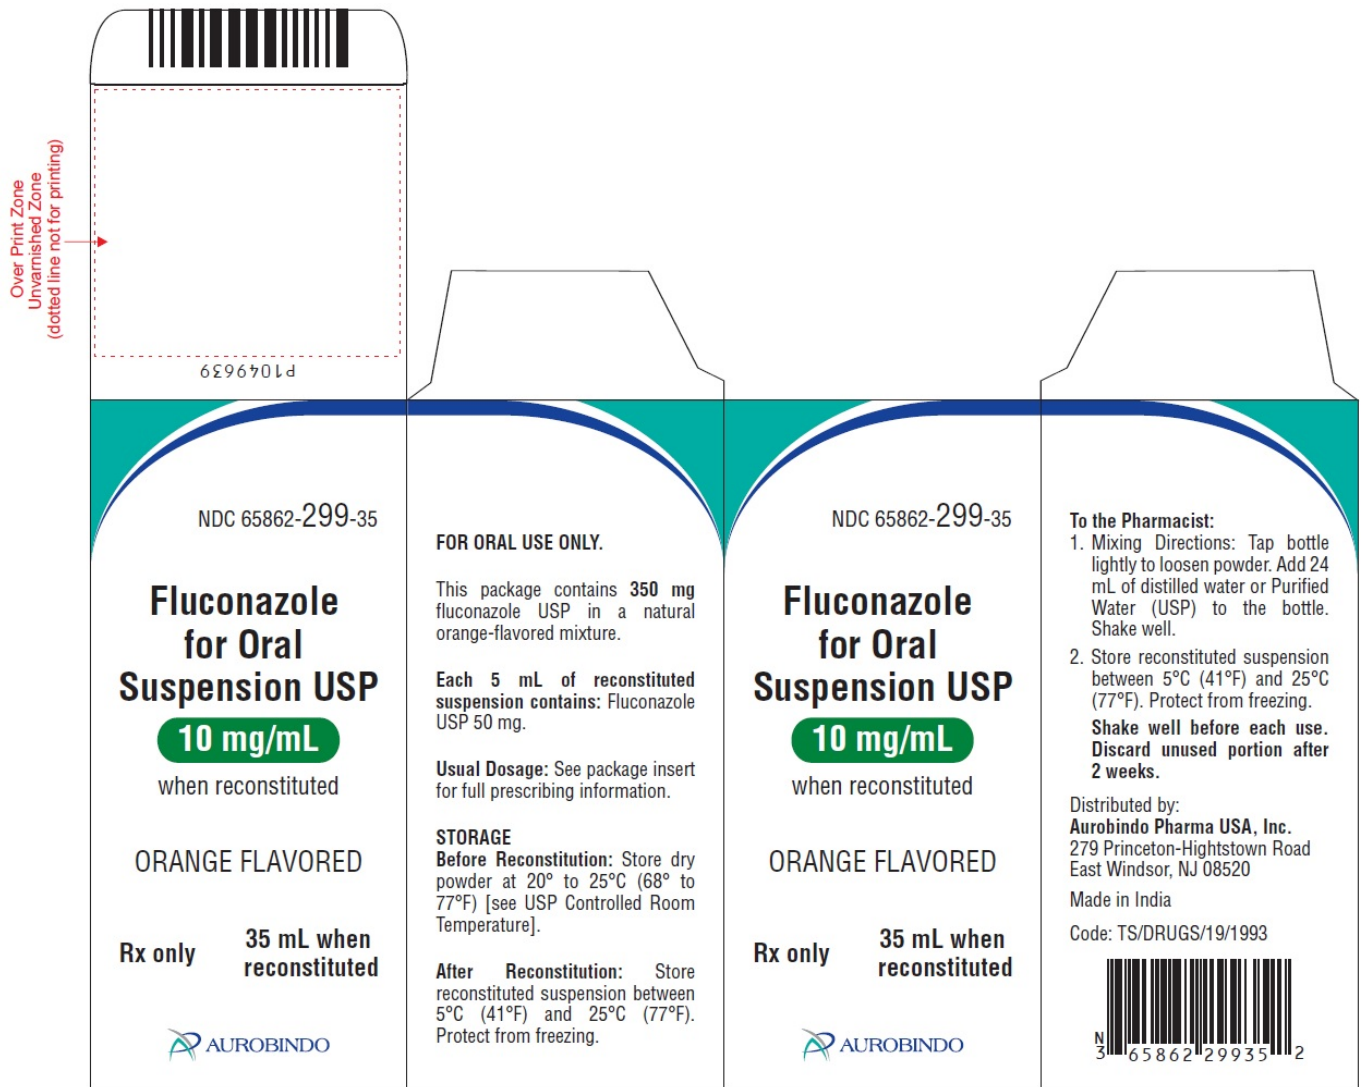 Over Print Zone
Unvarnished Zone
(dotted line not for printing)
P1049639
NDC 65862-299-35
Fluconazole
for Oral
Suspension USP
10 mg/mL
when reconstituted
ORANGE FLAVORED
Rx only
35 mL when
reconstituted
AUROBINDO
FOR ORAL USE ONLY.
This package contains 350 mg
fluconazole USP in a natural
orange-flavored mixture.
Each 5 mL of reconstituted
suspension contains: Fluconazole
USP 50 mg.
Usual Dosage: See package insert
for full prescribing information.
STORAGE
Before Reconstitution: Store dry
powder at 20° to 25°C (68° to
77°F) [see USP Controlled Room
Temperature].
After Reconstitution: Store
reconstituted suspension between
5°C (41°F) and 25°C (77°F).
Protect from freezing.
NDC 65862-299-35
Fluconazole
for Oral
Suspension USP
10 mg/mL
when reconstituted
ORANGE FLAVORED
Rx only
35 mL when
reconstituted
AUROBINDO
To the Pharmacist:
1. Mixing Directions: Tap bottle
lightly to loosen powder. Add 24
mL of distilled water or Purified
Water (USP) to the bottle.
Shake well.
2. Store reconstituted suspension
between 5°C (41°F) and 25°C
(77°F). Protect from freezing.
Shake well before each use.
Discard unused portion after
2 weeks.
Distributed by:
Aurobindo Pharma USA, Inc.
279 Princeton-Hightstown Road
East Windsor, NJ 08520
Made in India
Code: TS/DRUGS/19/1993
N
3 65862 29935 2